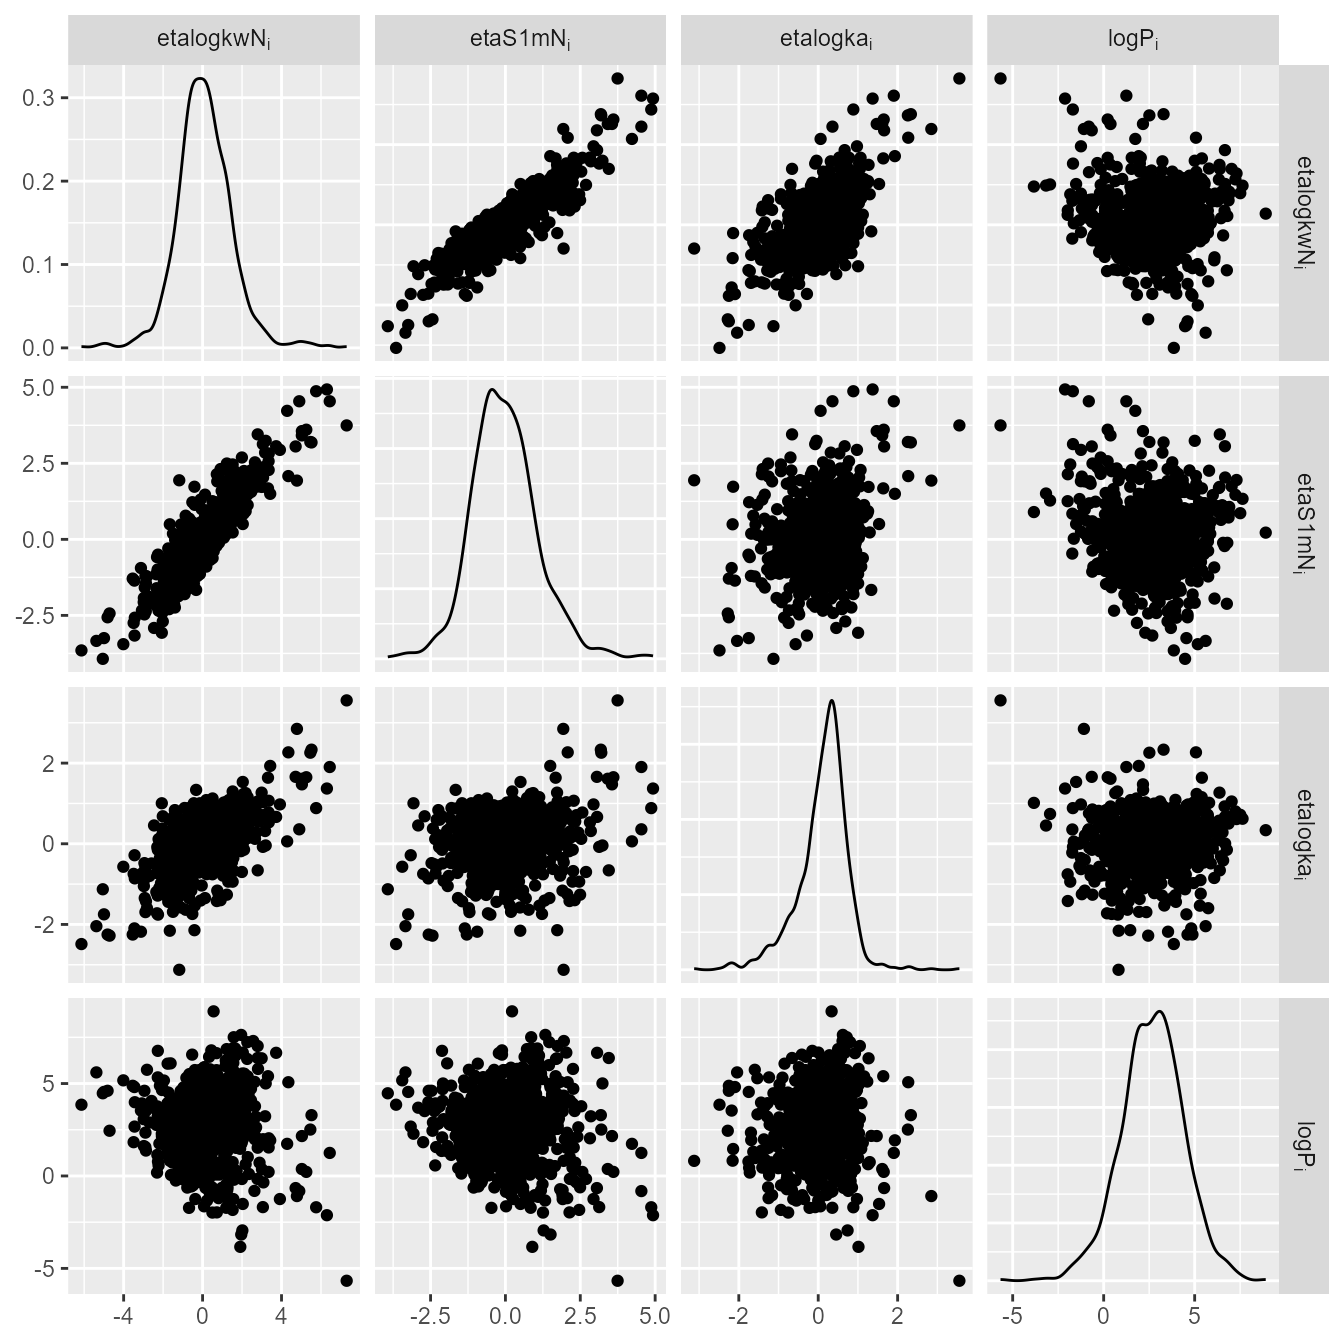 etalogkwNᵢ etaS1mNᵢ etalogkaᵢ logPᵢ
0.3
0.2
0.1
0.0
etalogkwNᵢ
5.0
2.5
0.0
-2.5
etaS1mNᵢ
2
0
-2
etalogkaᵢ
5
0
-5
logPᵢ
-4 0 4 -2.5 0.0 2.5 5.0 -2 0 2 -5 0 5